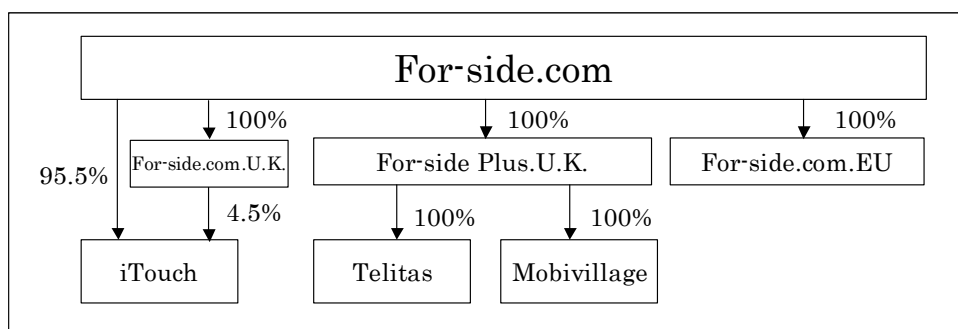 For-side.com
100%
100%
100%
For-side.com.U.K.
For-side Plus.U.K.
For-side.com.EU
95.5%
4.5%
100%
100%
iTouch
Telitas
Mobivillage